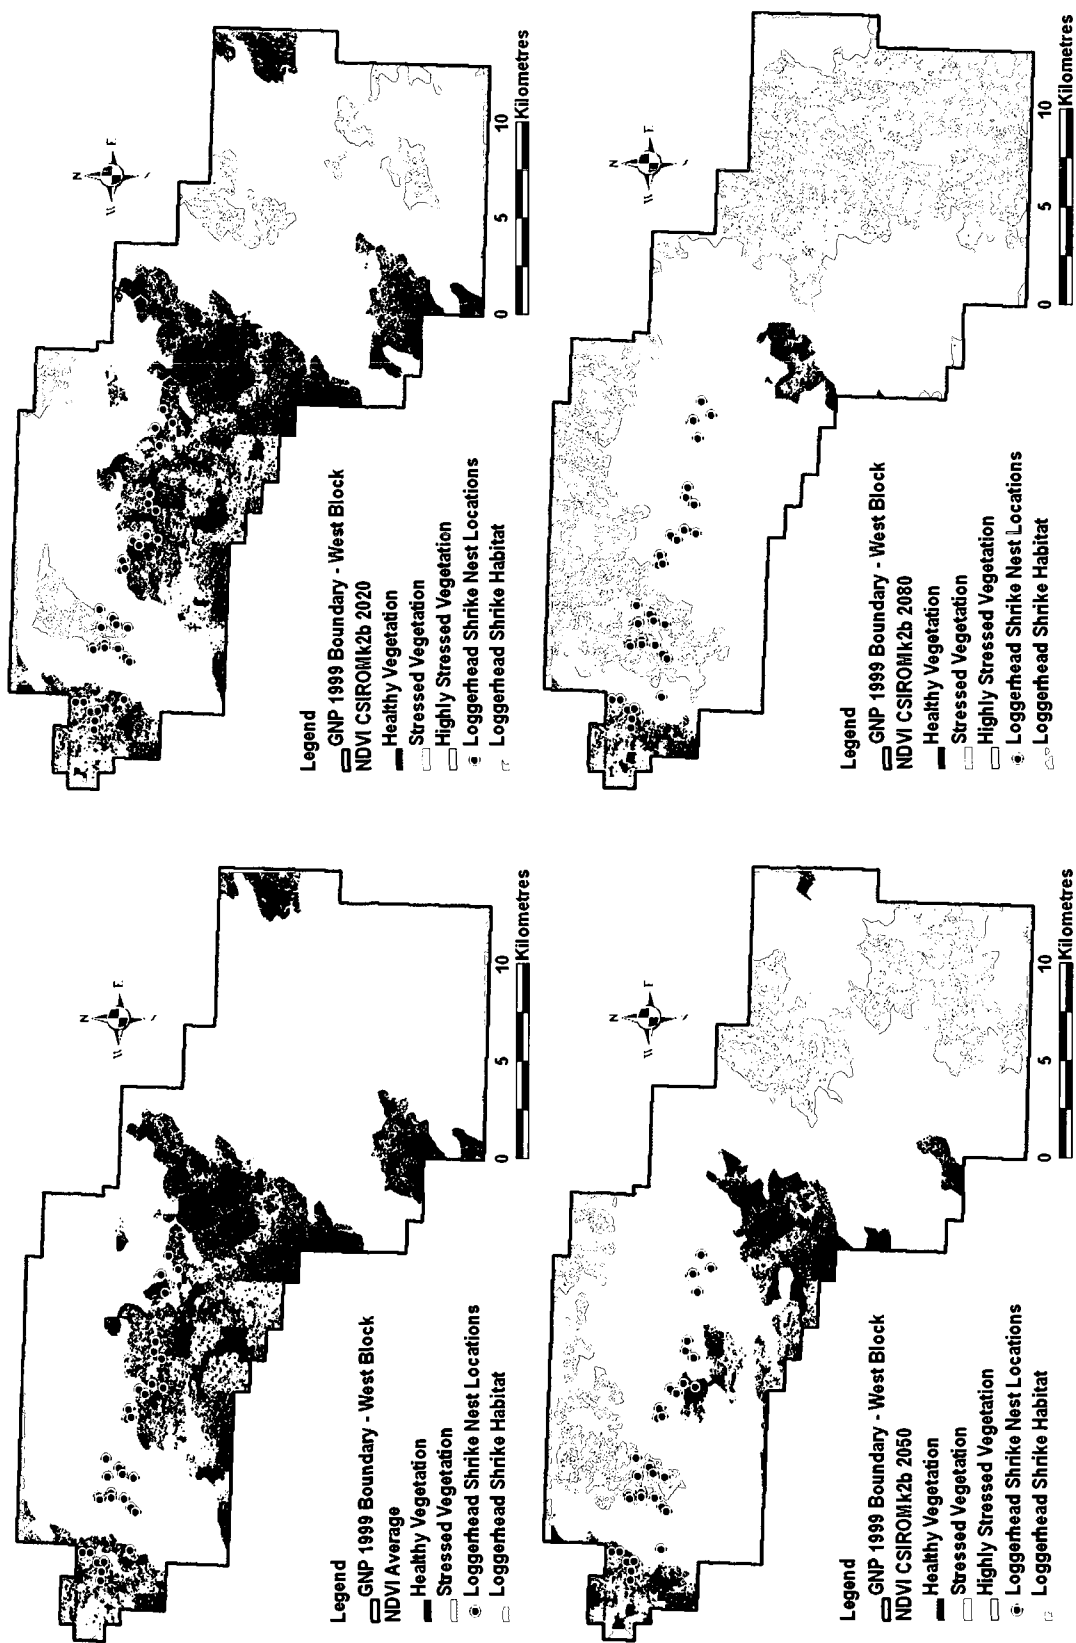 N
W
E
0
5
10
Kilometres
Legend
GNP 1999 Boundary - West Block
NDVI Average
Healthy Vegetation
Stressed Vegetation
Loggerhead Shrike Nest Locations
Loggerhead Shrike Habitat
N
W
E
0
5
10
Kilometres
Legend
GNP 1999 Boundary - West Block
NDVI CSIROMk2b 2020
Healthy Vegetation
Stressed Vegetation
Highly Stressed Vegetation
Loggerhead Shrike Nest Locations
Loggerhead Shrike Habitat
N
W
E
0
5
10
Kilometres
Legend
GNP 1999 Boundary - West Block
NDVI CSIROMk2b 2050
Healthy Vegetation
Stressed Vegetation
Highly Stressed Vegetation
Loggerhead Shrike Nest Locations
Loggerhead Shrike Habitat
N
W
E
0
5
10
Kilometres
Legend
GNP 1999 Boundary - West Block
NDVI CSIROMk2b 2080
Healthy Vegetation
Stressed Vegetation
Highly Stressed Vegetation
Loggerhead Shrike Nest Locations
Loggerhead Shrike Habitat